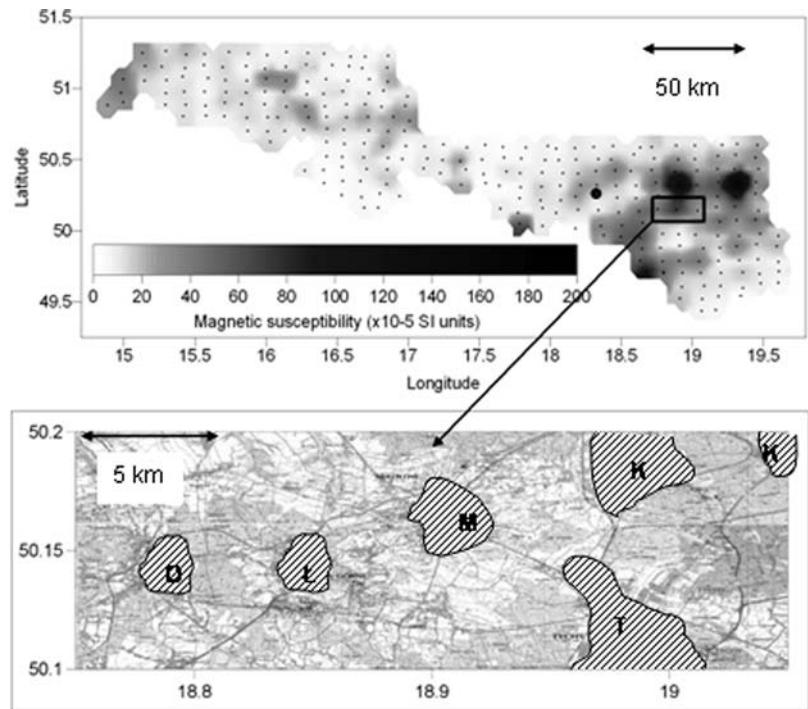 51.5
51
50.5
50
49.5
Latitude
50 km
0 20 40 60 80 100 120 140 160 180 200
Magnetic susceptibility (x10-5 SI units)
15 15.5 16 16.5 17 17.5 18 18.5 19 19.5
Longitude
50.2
50.15
50.1
5 km
O L M K K T
18.8 18.9 19